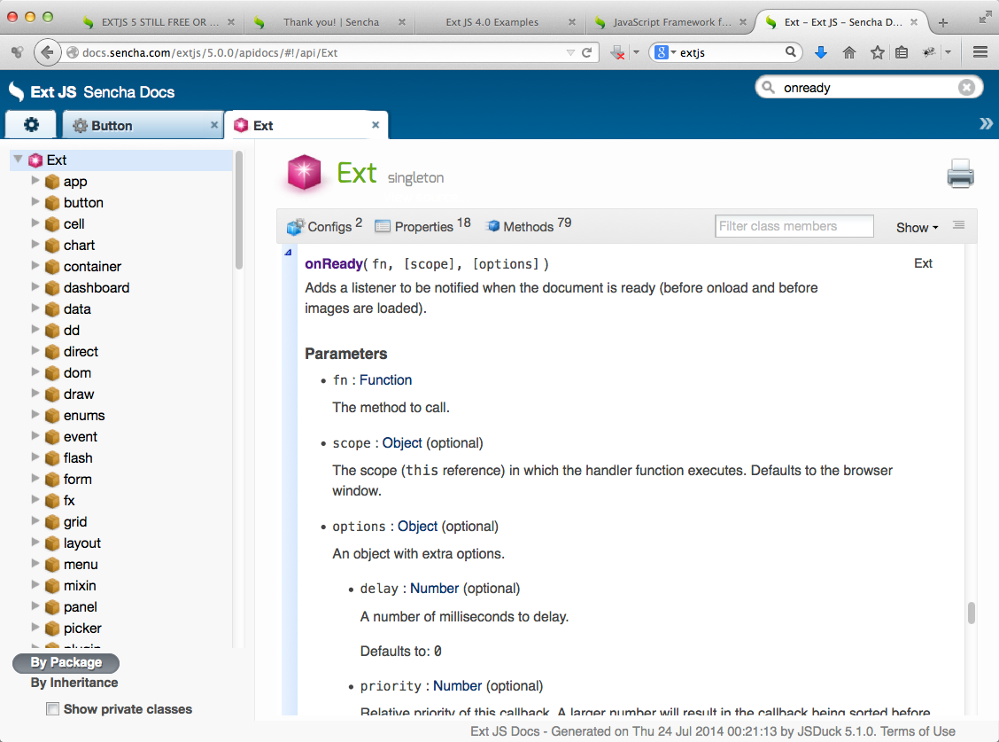 EXTJS 5 STILL FREE OR ...
Thank you! | Sencha
Ext JS 4.0 Examples
JavaScript Framework f...
Ext – Ext JS – Sencha D...
docs.sencha.com/extjs/5.0.0/apidocs/#!/api/Ext
extjs
Ext JS Sencha Docs
onready
Button
Ext
Ext
app
button
cell
chart
container
dashboard
data
dd
direct
dom
draw
enums
event
flash
form
fx
grid
layout
menu
mixin
panel
picker
plugin
By Package
By Inheritance
Show private classes
Ext singleton
Configs 2 Properties 18 Methods 79
Filter class members
Show
onReady( fn, [scope], [options] )
Ext
Adds a listener to be notified when the document is ready (before onload and before
images are loaded).
Parameters
• fn : Function
The method to call.
• scope : Object (optional)
The scope (this reference) in which the handler function executes. Defaults to the browser
window.
• options : Object (optional)
An object with extra options.
• delay : Number (optional)
A number of milliseconds to delay.
Defaults to: 0
• priority : Number (optional)
Relative priority of this callback. A larger number will result in the callback being sorted before
Ext JS Docs - Generated on Thu 24 Jul 2014 00:21:13 by JSDuck 5.1.0. Terms of Use